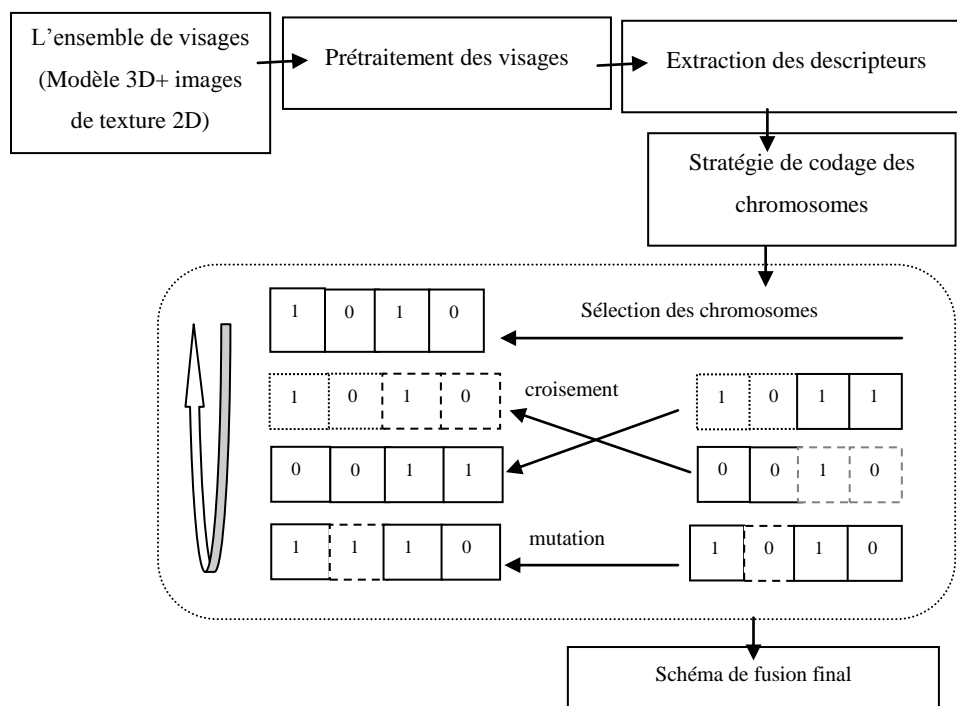 L'ensemble de visages
(Modèle 3D+ images
de texture 2D)
Prétraitement des visages
Extraction des descripteurs
Stratégie de codage des
chromosomes
1 0 1 0
Sélection des chromosomes
1 0 1 0
croisement
1 0 1 1
0 0 1 1
0 0 1 0
1 1 1 0
mutation
1 0 1 0
Schéma de fusion final